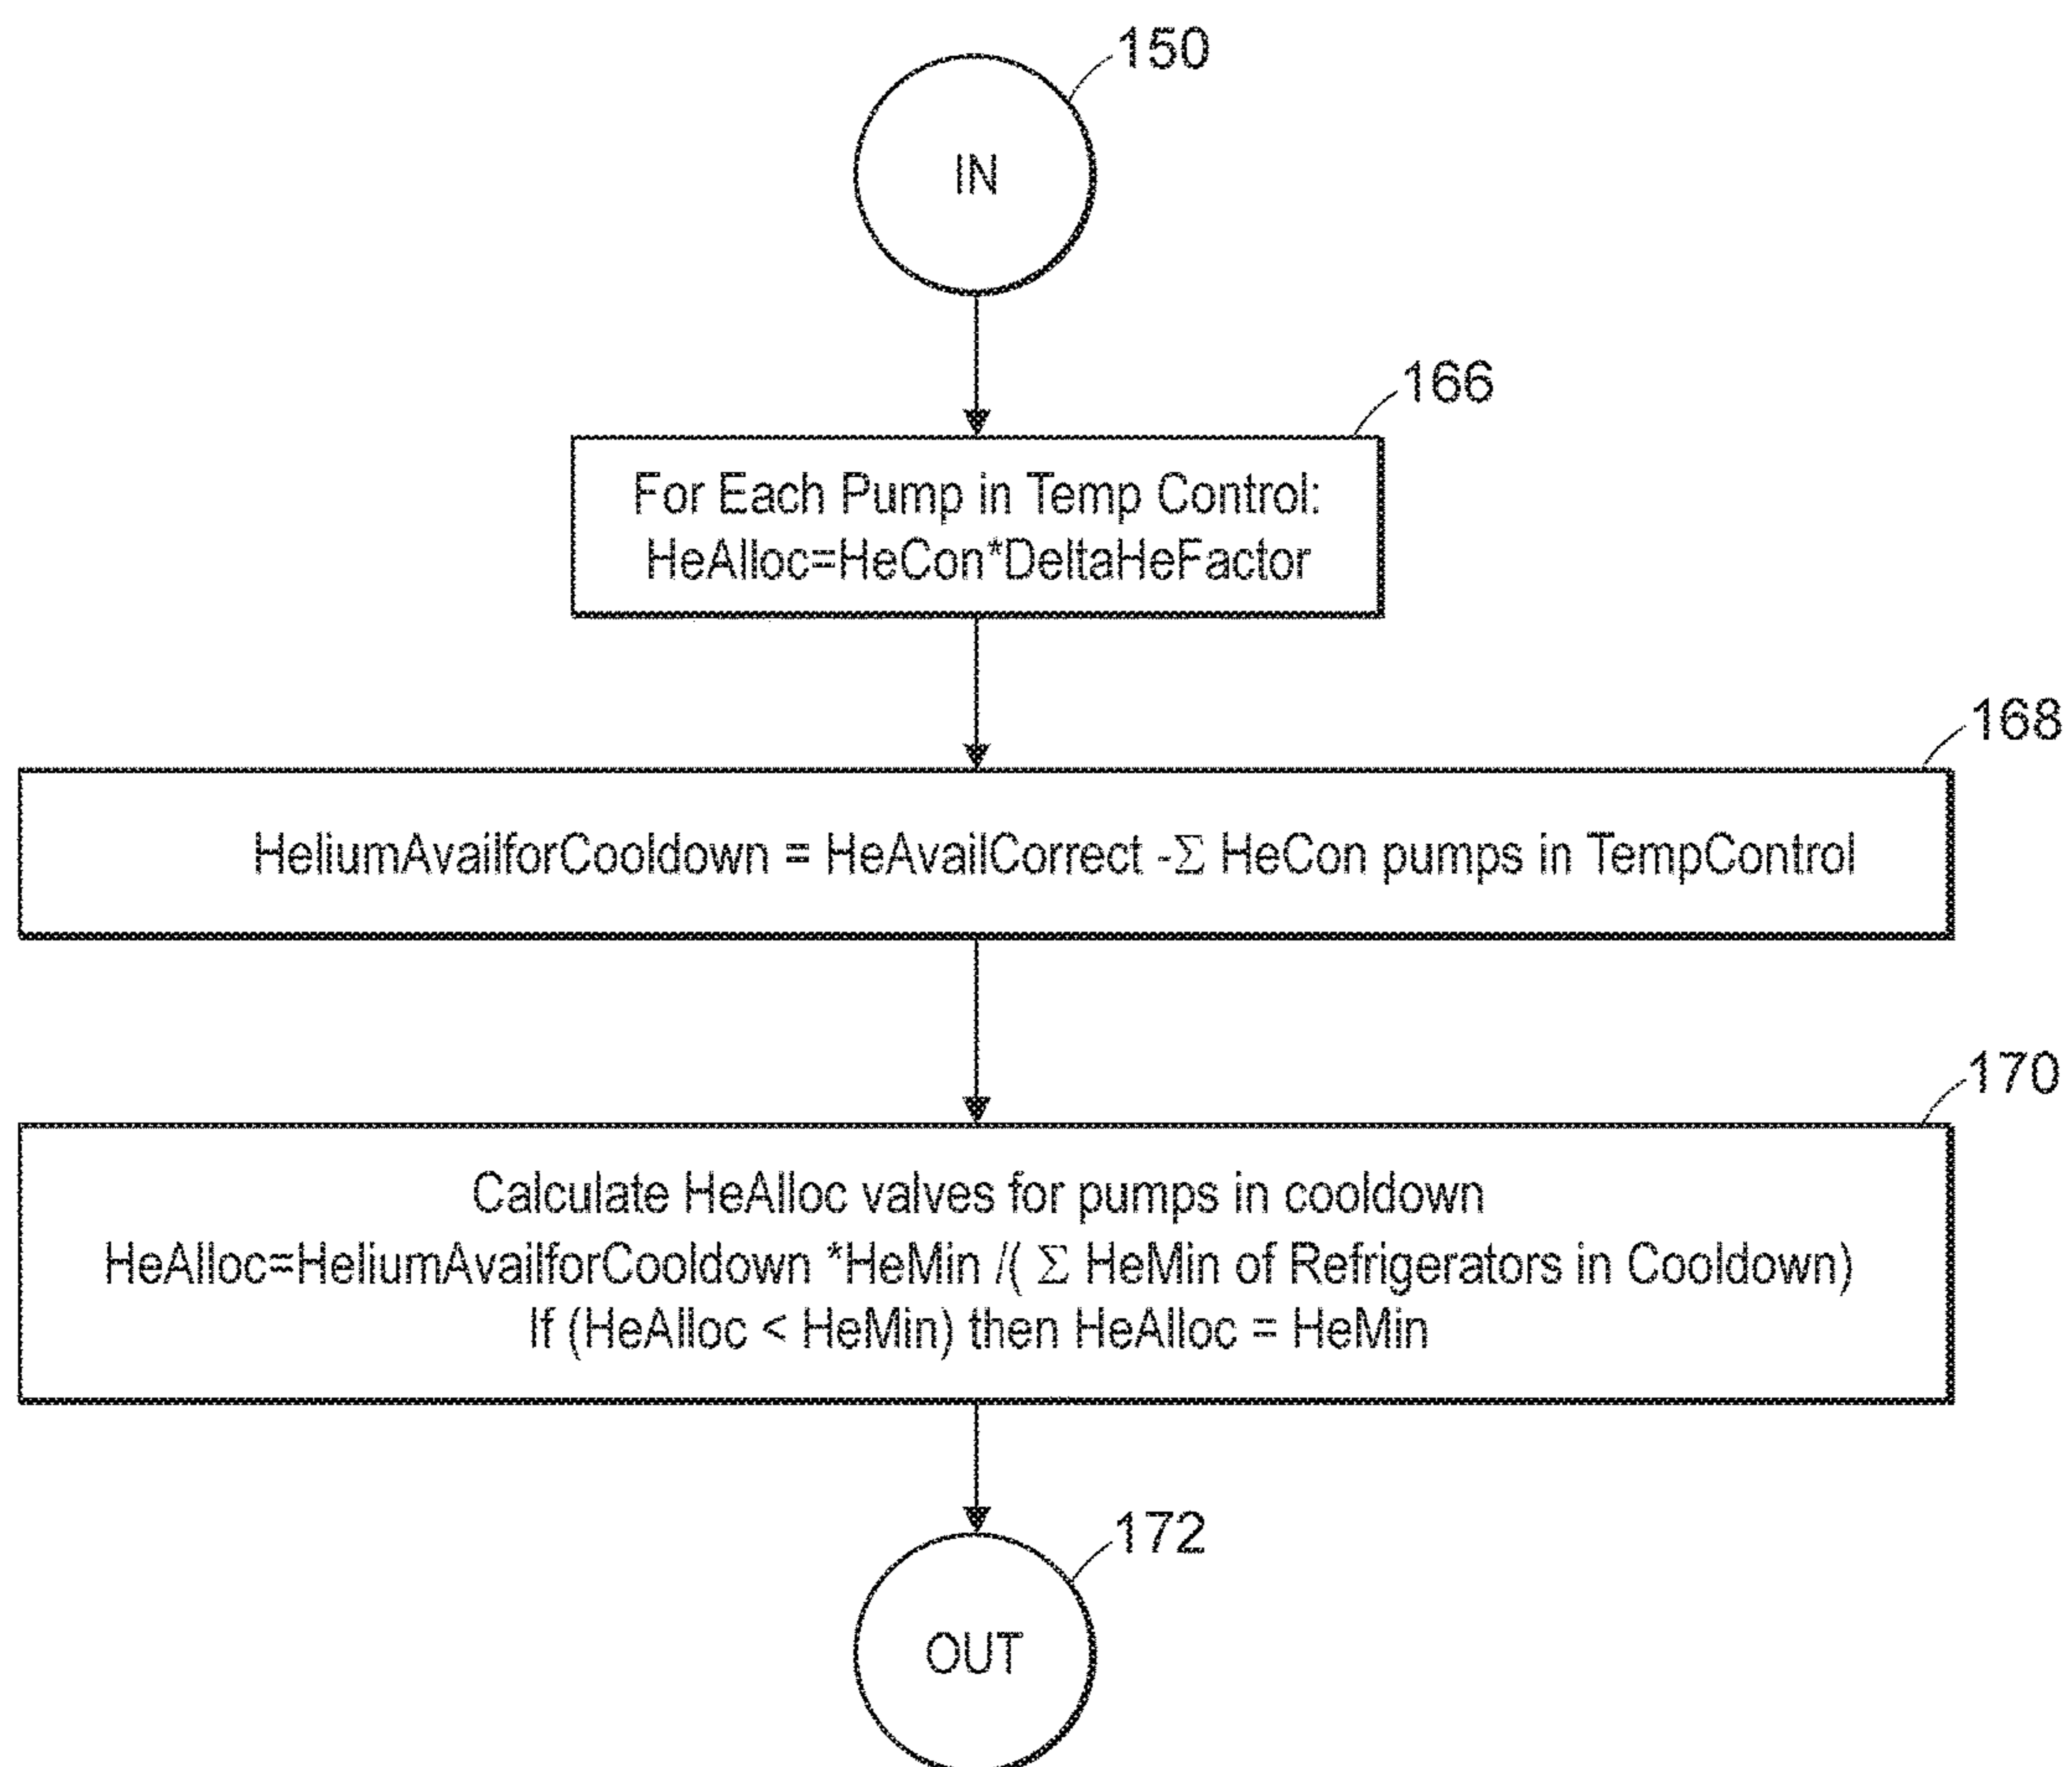 150
IN
166
For Each Pump in Temp Control:
HeAlloc=HeCon*DeltaHeFactor
168
HeliumAvailforCooldown = HeAvailCorrect -Σ HeCon pumps in TempControl
170
Calculate HeAlloc valves for pumps in cooldown
HeAlloc=HeliumAvailforCooldown *HeMin /( Σ HeMin of Refrigerators in Cooldown)
If (HeAlloc < HeMin) then HeAlloc = HeMin
172
OUT